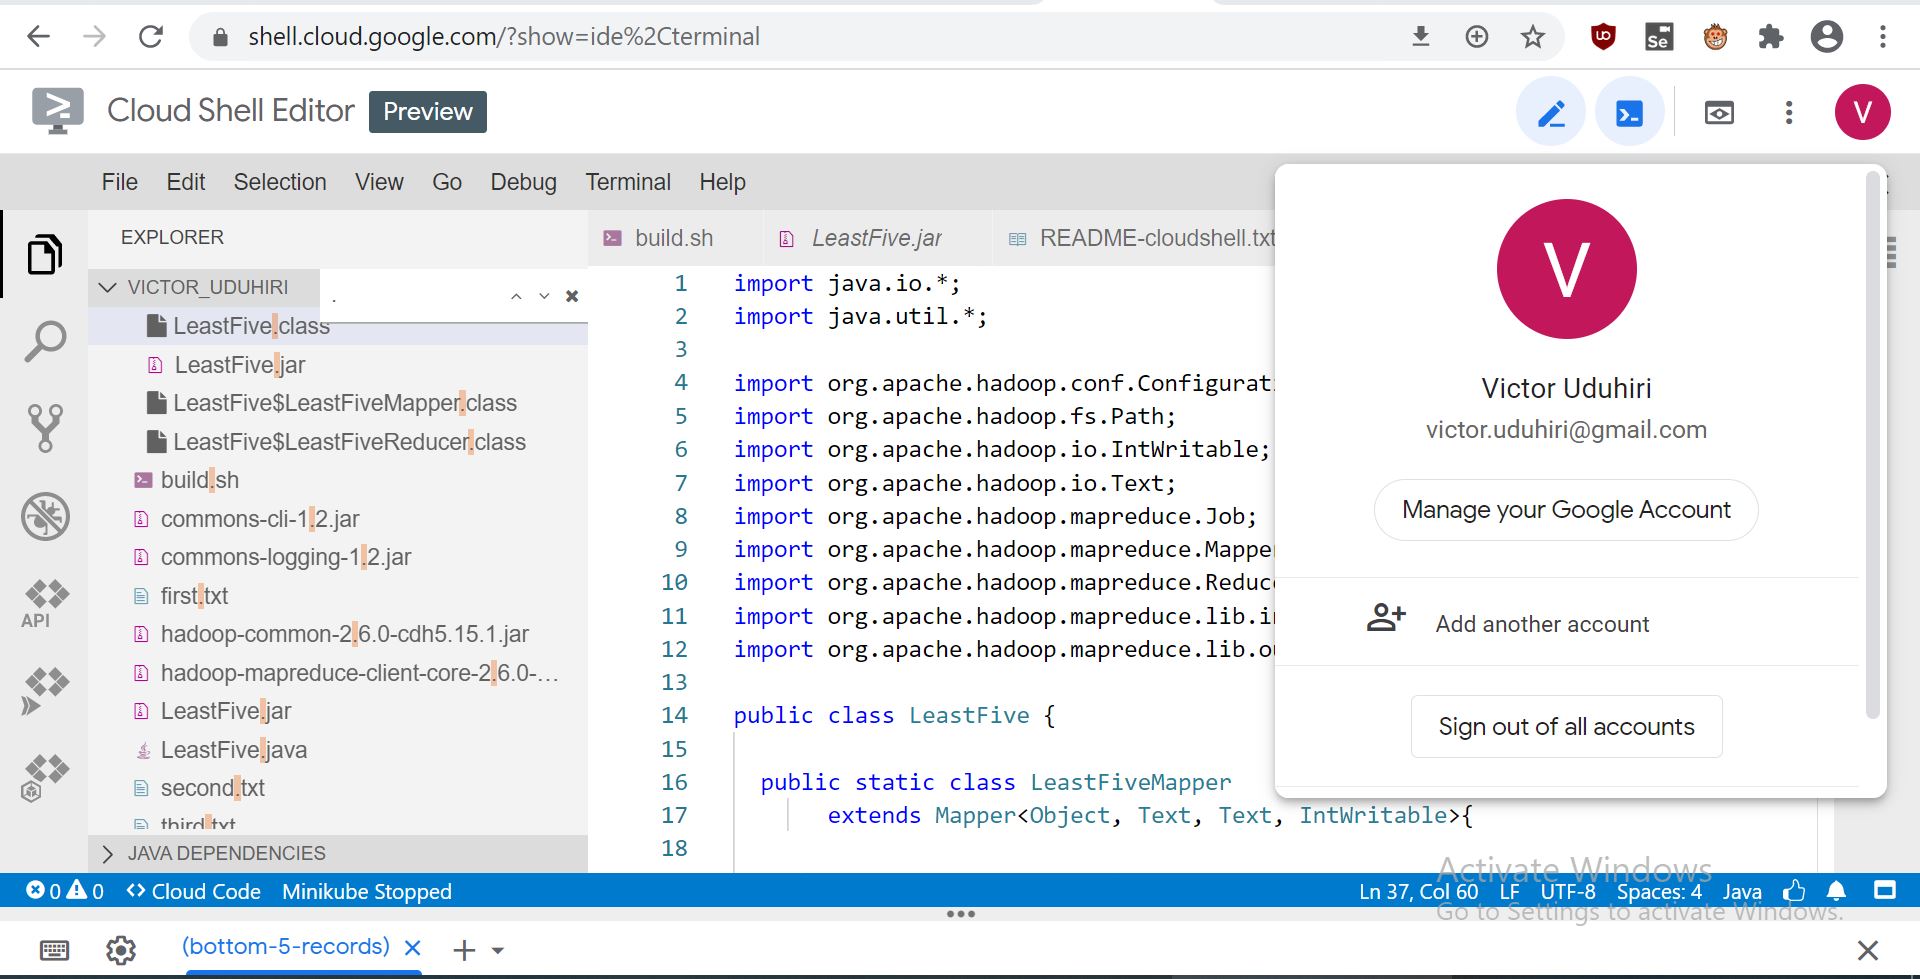 shell.cloud.google.com/?show=ide%2Cterminal
Se
Cloud Shell Editor Preview
V
File Edit Selection View Go Debug Terminal Help
EXPLORER
VICTOR_UDUHIRI
.
LeastFive.class
LeastFive.jar
LeastFive$LeastFiveMapper.class
LeastFive$LeastFiveReducer.class
build.sh
commons-cli-1.2.jar
commons-logging-1.2.jar
first.txt
hadoop-common-2.6.0-cdh5.15.1.jar
hadoop-mapreduce-client-core-2.6.0-...
LeastFive.jar
LeastFive.java
second.txt
third.txt
JAVA DEPENDENCIES
API
build.sh LeastFive.jar README-cloudshell.txt
1 import java.io.*;
2 import java.util.*;
3
4 import org.apache.hadoop.conf.Configurat
5 import org.apache.hadoop.fs.Path;
6 import org.apache.hadoop.io.IntWritable;
7 import org.apache.hadoop.io.Text;
8 import org.apache.hadoop.mapreduce.Job;
9 import org.apache.hadoop.mapreduce.Mappe
10 import org.apache.hadoop.mapreduce.Reduc
11 import org.apache.hadoop.mapreduce.lib.i
12 import org.apache.hadoop.mapreduce.lib.o
13
14 public class LeastFive {
15
16 public static class LeastFiveMapper
17 extends Mapper<Object, Text, Text, IntWritable>{
18
V
Victor Uduhiri
victor.uduhiri@gmail.com
Manage your Google Account
Add another account
Sign out of all accounts
Activate Windows
Go to Settings to activate Windows.
0 0 Cloud Code Minikube Stopped Ln 37, Col 60 LF UTF-8 Spaces: 4 Java
(bottom-5-records)